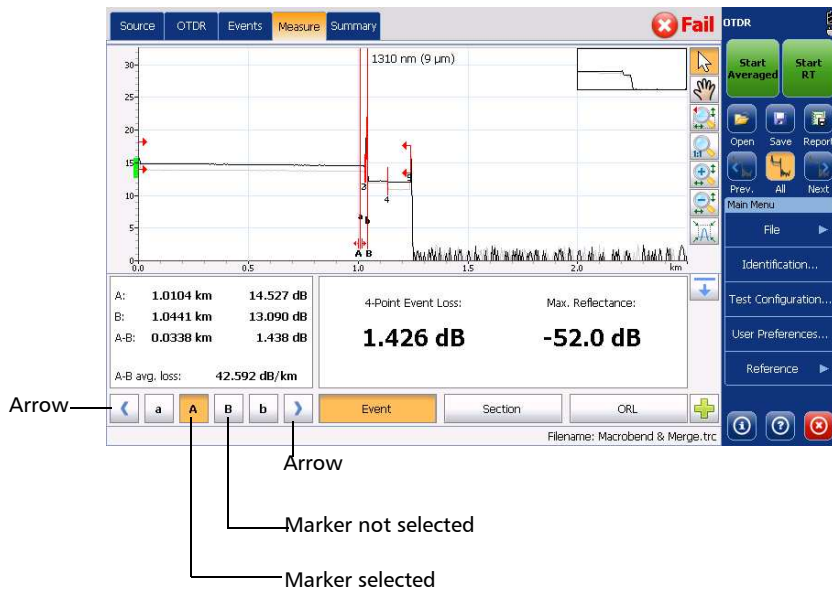 Source OTDR Events Measure Summary
Fail
OTDR
Start Averaged
Start RT
Open Save Report
Prev. All Next
Main Menu
File
Identification...
Test Configuration...
User Preferences...
Reference
1310 nm (9 µm)
30
25
20
15
10
5
0
3
4
5
a
b
A B
0.0 0.5 1.0 1.5 2.0 km
1:1
A: 1.0104 km 14.527 dB
B: 1.0441 km 13.090 dB
A-B: 0.0338 km 1.438 dB
A-B avg. loss: 42.592 dB/km
4-Point Event Loss:
1.426 dB
Max. Reflectance:
-52.0 dB
a A B b
Event Section ORL
Filename: Macrobend & Merge.trc
Arrow
Arrow
Marker not selected
Marker selected